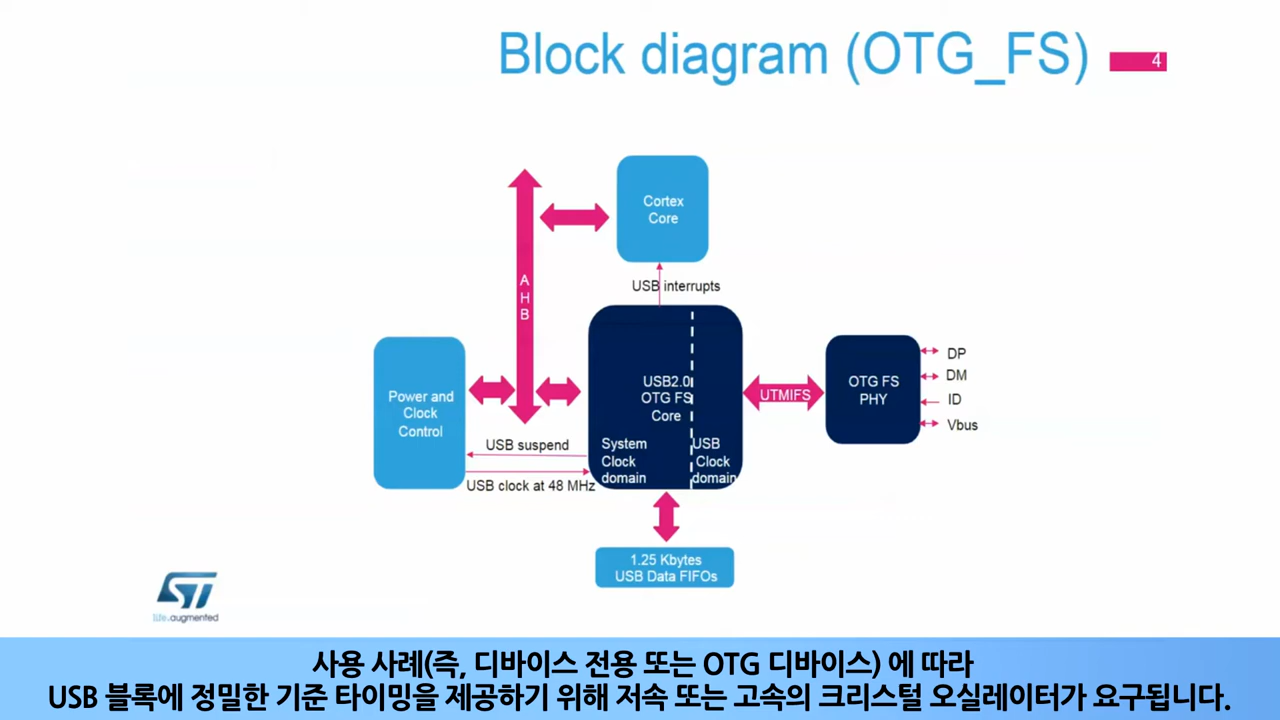 Block diagram (OTG_FS)
4
Cortex
Core
A
H
B
USB interrupts
Power and
Clock
Control
USB2.0
OTG FS
Core
System
Clock
domain
USB
Clock
domain
UTMIFS
OTG FS
PHY
DP
DM
ID
Vbus
USB suspend
USB clock at 48 MHz
1.25 Kbytes
USB Data FIFOs
ST
life.augmented
사용 사례(즉, 디바이스 전용 또는 OTG 디바이스) 에 따라
USB 블록에 정밀한 기준 타이밍을 제공하기 위해 저속 또는 고속의 크리스털 오실레이터가 요구됩니다.